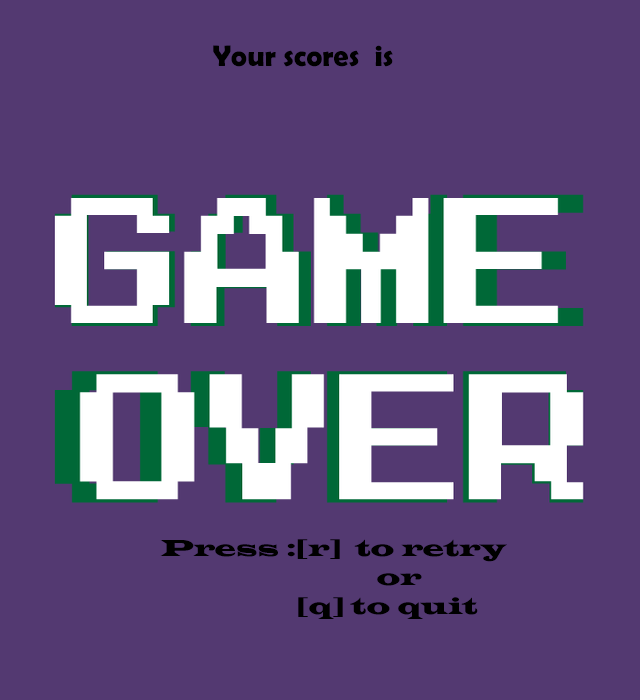 Your scores is
GAME
OVER
Press :[r] to retry
or
[q] to quit